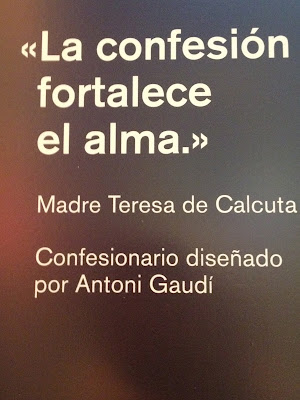 «La confesión
fortalece
el alma.»
Madre Teresa de Calcuta
Confesionario diseñado
por Antoni Gaudí